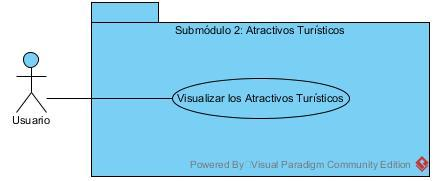 Submódulo 2: Atractivos Turísticos
Visualizar los Atractivos Turísticos
Usuario
Powered By Visual Paradigm Community Edition